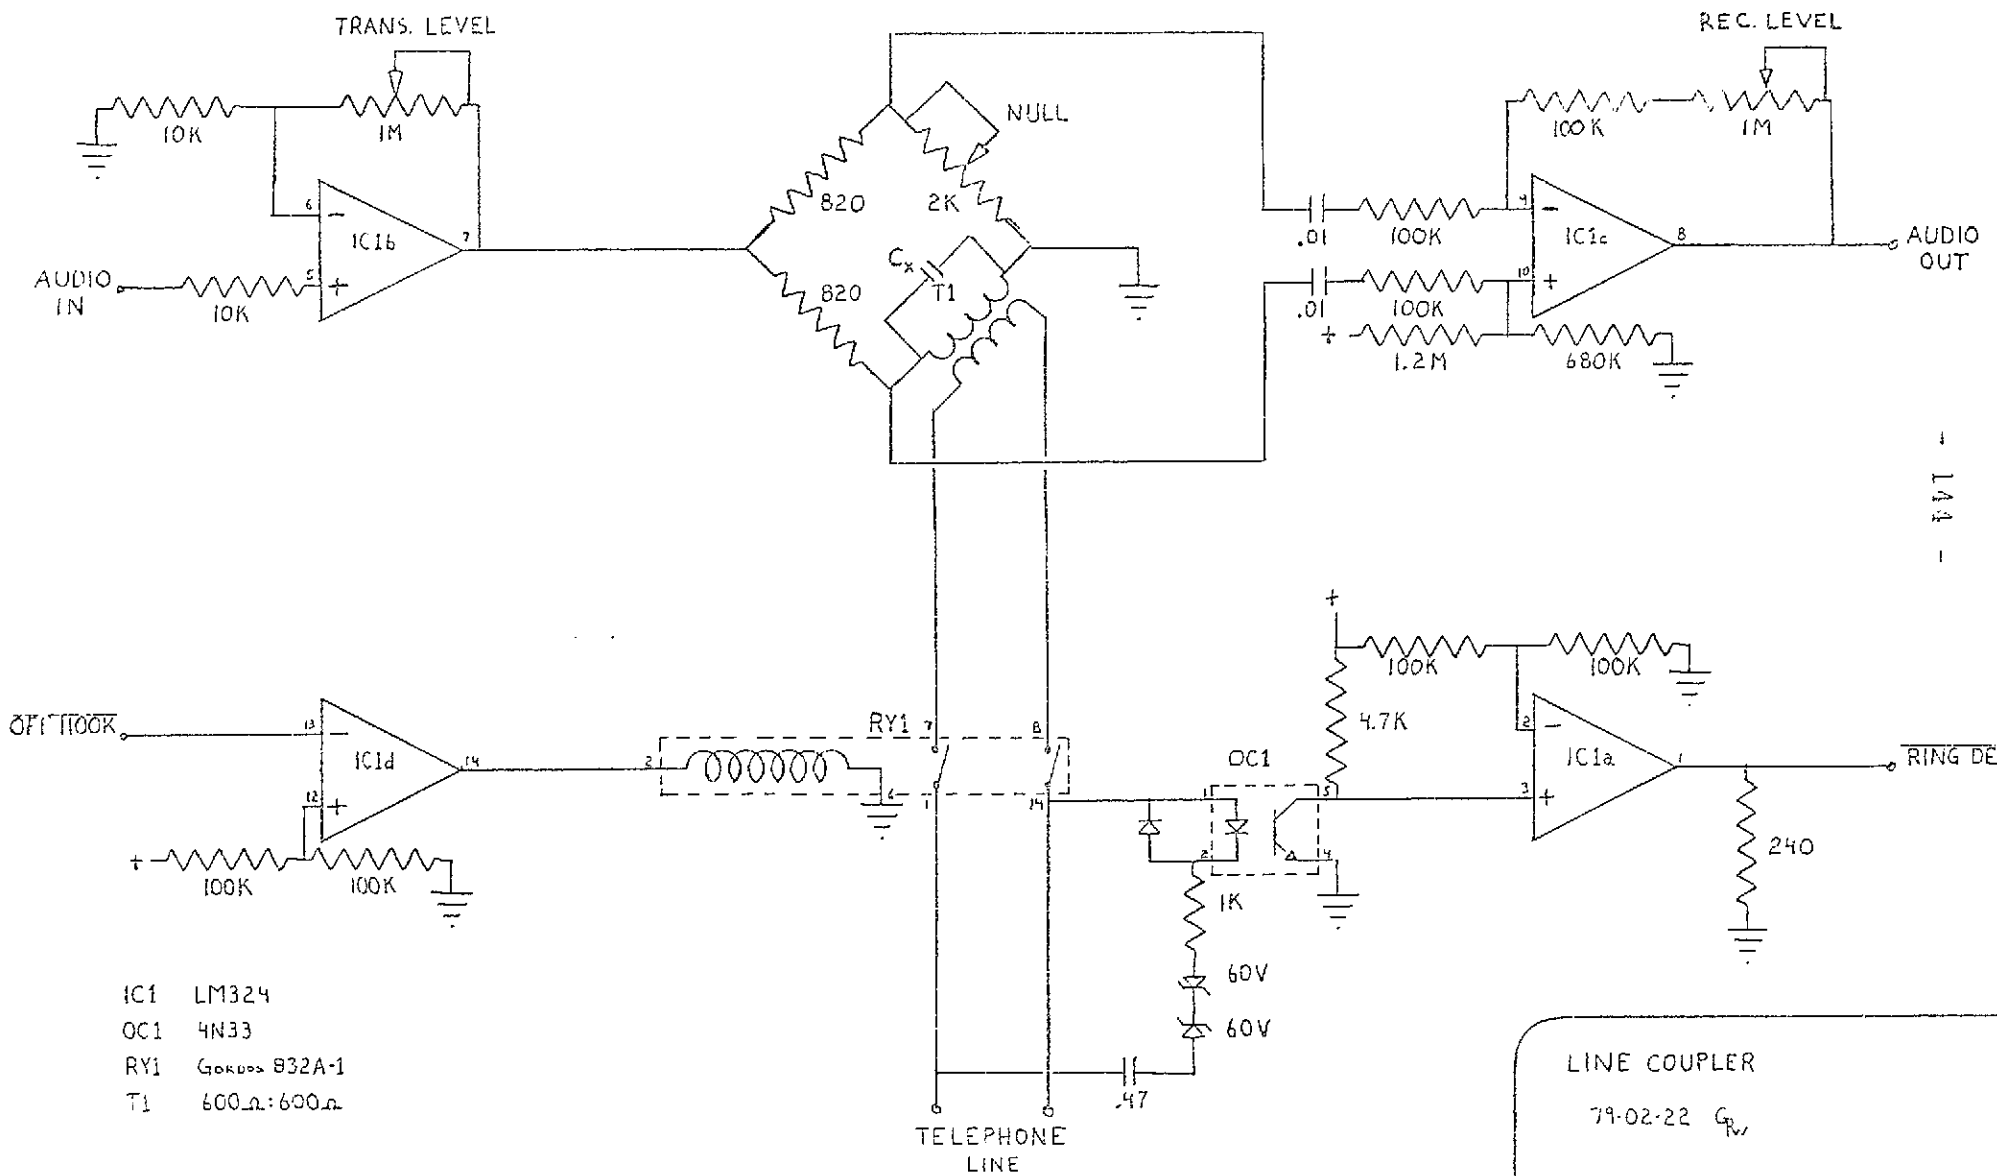 TRANS. LEVEL
REC. LEVEL
10K
1M
NULL
100K
1M
6
-
IC1b
7
5
+
AUDIO
IN
10K
820
2K
820
Cx
T1
.01
100K
9
-
IC1c
8
AUDIO
OUT
.01
100K
10
+
+
1.2M
680K
- 144 -
+
100K
100K
4.7K
OFF HOOK
13
-
IC1d
14
12
+
+
100K
100K
2
RY1
7
8
6
1
14
OC1
5
2
4
2
-
IC1a
1
3
+
RING DE
240
1K
60V
60V
.47
TELEPHONE
LINE
IC1 LM324
OC1 4N33
RY1 Gordos 832A-1
T1 600Ω:600Ω
LINE COUPLER
79-02-22